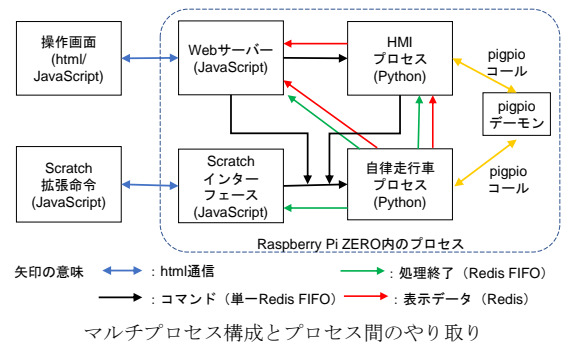 操作画面
(html/
JavaScript)
Webサーバー
(JavaScript)
HMI
プロセス
(Python)
pigpio
コール
pigpio
デーモン
Scratch
拡張命令
(JavaScript)
Scratch
インター
フェース
(JavaScript)
自律走行車
プロセス
(Python)
pigpio
コール
Raspberry Pi ZERO内のプロセス
矢印の意味
：html通信
：処理終了（Redis FIFO）
：コマンド（単一Redis FIFO）
：表示データ（Redis）
マルチプロセス構成とプロセス間のやり取り